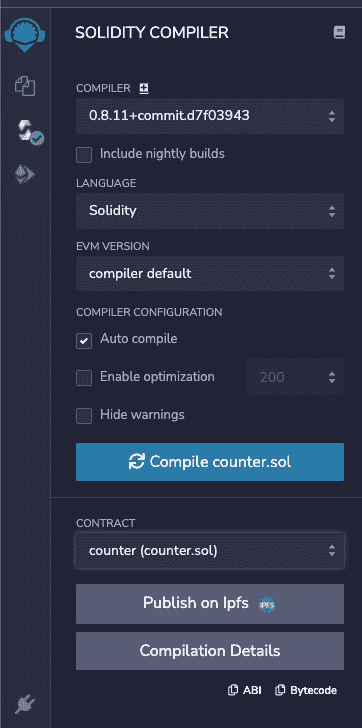 SOLIDITY COMPILER
COMPILER
0.8.11+commit.d7f03943
Include nightly builds
LANGUAGE
Solidity
EVM VERSION
compiler default
COMPILER CONFIGURATION
Auto compile
Enable optimization 200
Hide warnings
Compile counter.sol
CONTRACT
counter (counter.sol)
Publish on Ipfs IPFS
Compilation Details
ABI Bytecode